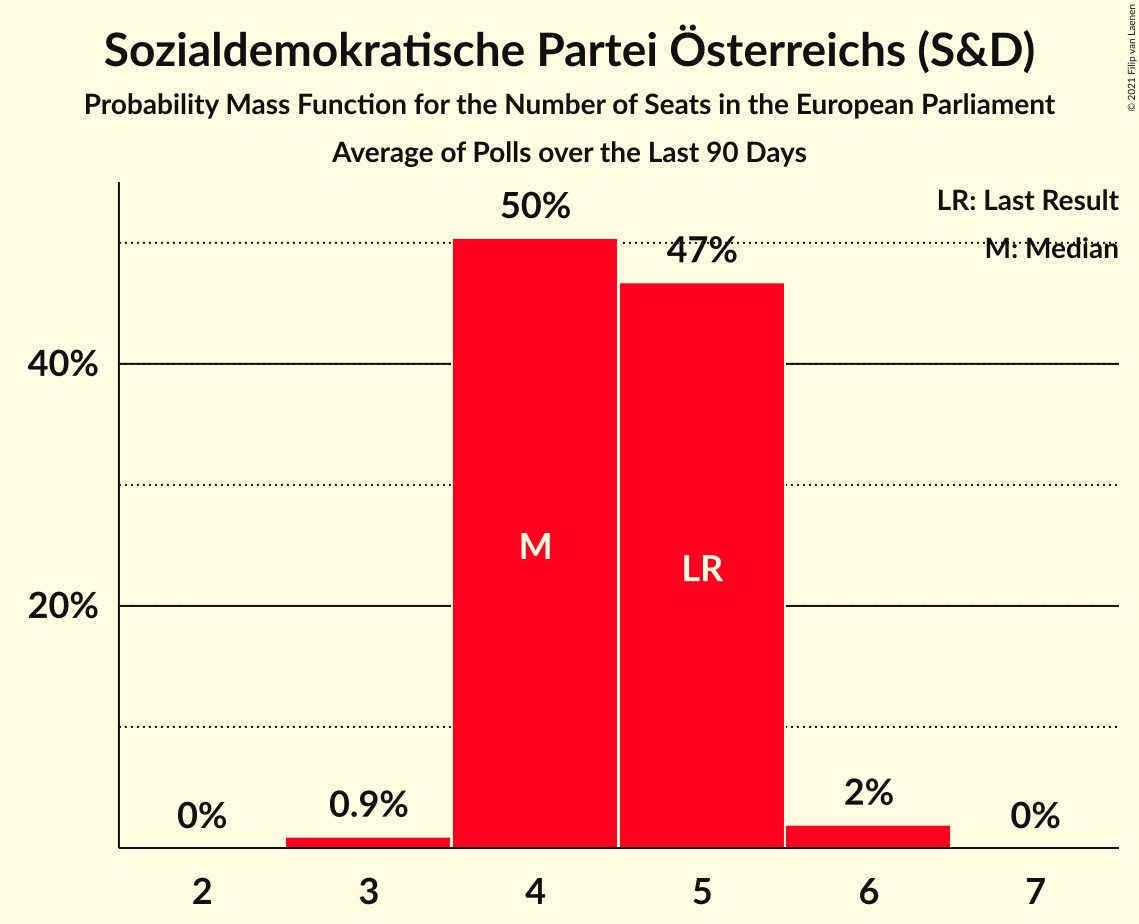 Sozialdemokratische Partei Österreichs (S&D)
Probability Mass Function for the Number of Seats in the European Parliament
Average of Polls over the Last 90 Days
© 2021 Filip van Laenen
LR: Last Result
M: Median
50%
47%
40%
M
LR
20%
0%
0.9%
2%
0%
2 3 4 5 6 7